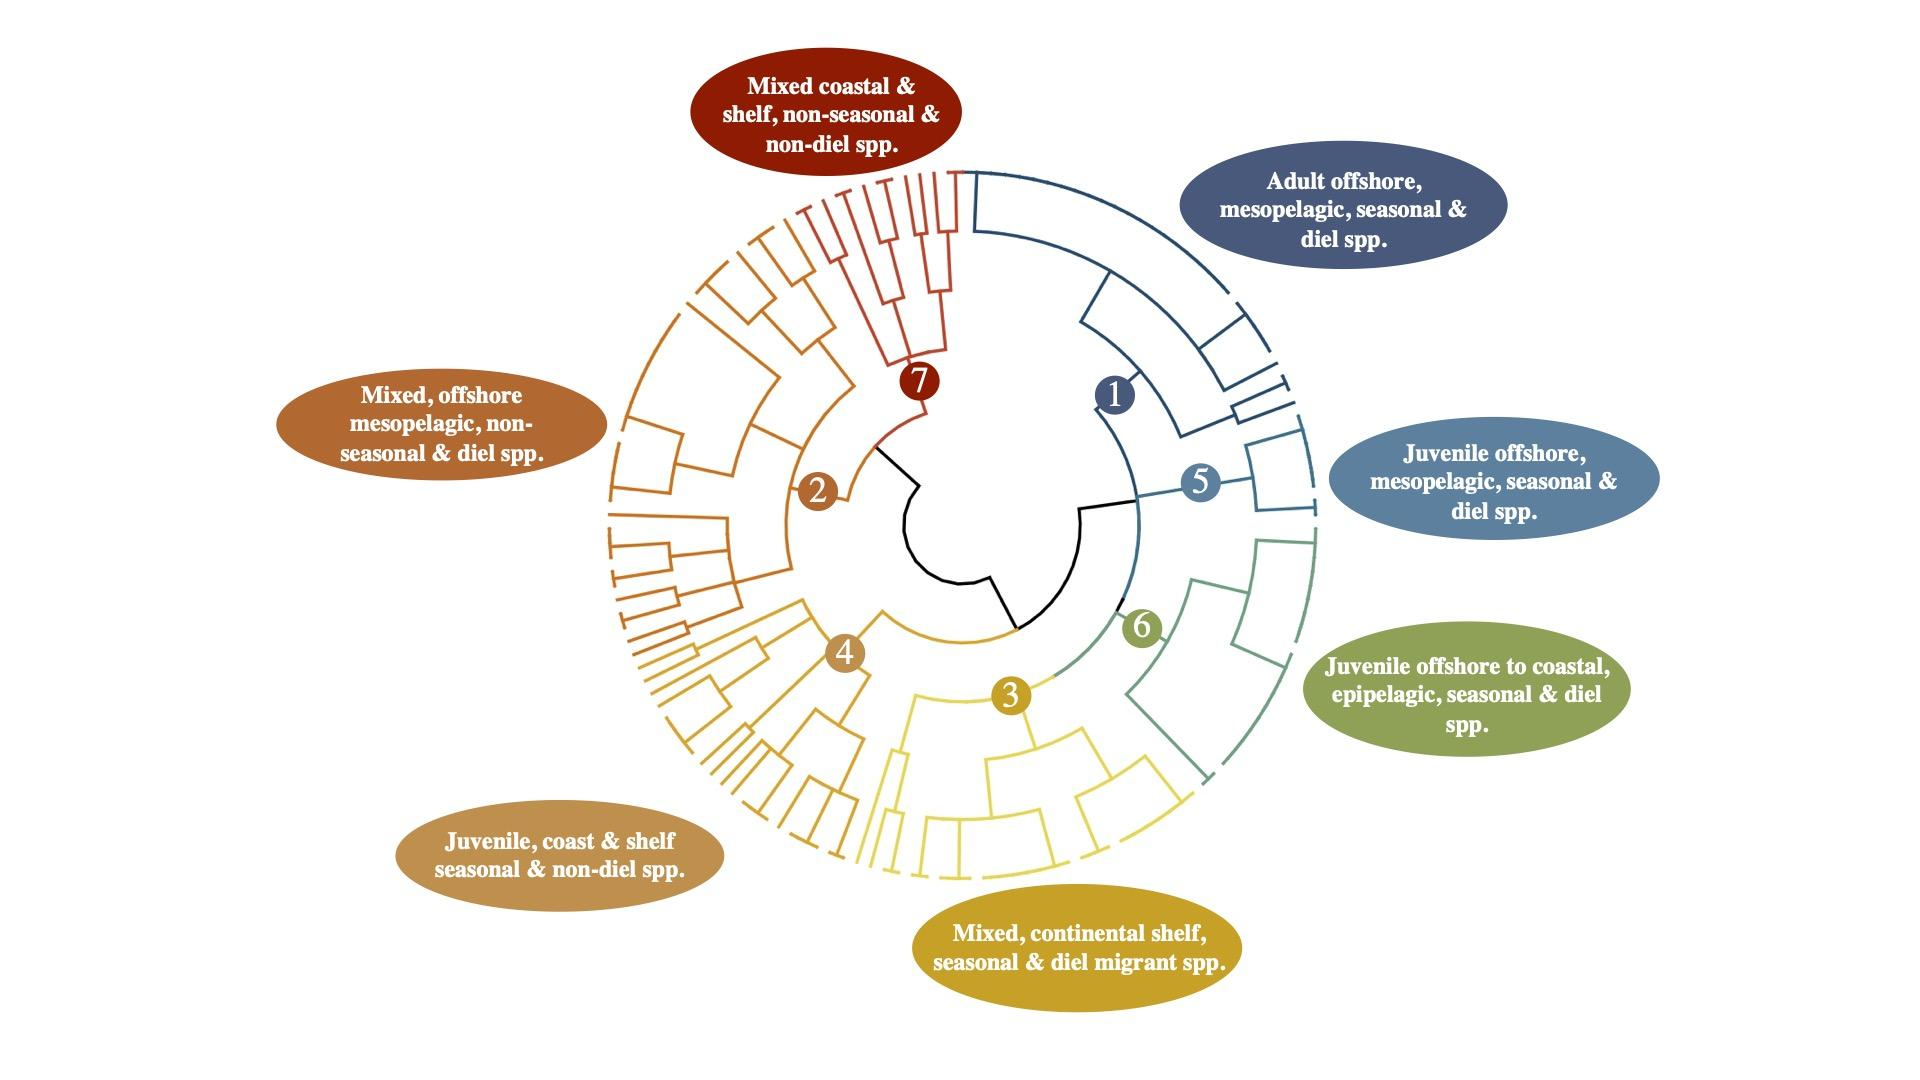 Mixed coastal &
shelf, non-seasonal &
non-diel spp.
Adult offshore,
mesopelagic, seasonal &
diel spp.
Mixed, offshore
mesopelagic, non-
seasonal & diel spp.
7
1
2
5
Juvenile offshore,
mesopelagic, seasonal &
diel spp.
6
4
3
Juvenile offshore to coastal,
epipelagic, seasonal & diel
spp.
Juvenile, coast & shelf
seasonal & non-diel spp.
Mixed, continental shelf,
seasonal & diel migrant spp.